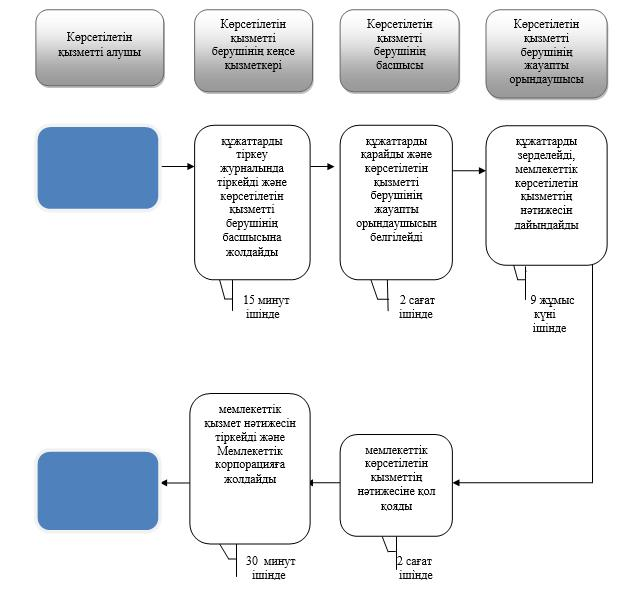 Көрсетілетін
қызметті алушы
Көрсетілетін
қызметті
берушінің кеңсе
қызметкері
Көрсетілетін
қызметті
берушінің
басшысы
Көрсетілетін
қызметті
берушінің
жауапты
орындаушысы
құжаттарды
тіркеу
журналында
тіркейді және
көрсетілетін
қызметті
берушінің
басшысына
жолдайды
құжаттарды
қарайды және
көрсетілетін
қызметті
берушінің
жауапты
орындаушысын
белгілейді
құжаттарды
зерделейді,
мемлекеттік
көрсетілетін
қызметтің
нәтижесін
дайындайды
15 минут
ішінде
2 сағат
ішінде
9 жұмыс
күні
ішінде
мемлекеттік
қызмет нәтижесін
тіркейді және
Мемлекеттік
корпорацияға
жолдайды
мемлекеттік
көрсетілетін
қызметтің
нәтижесіне қол
қояды
30 минут
ішінде
2 сағат
ішінде